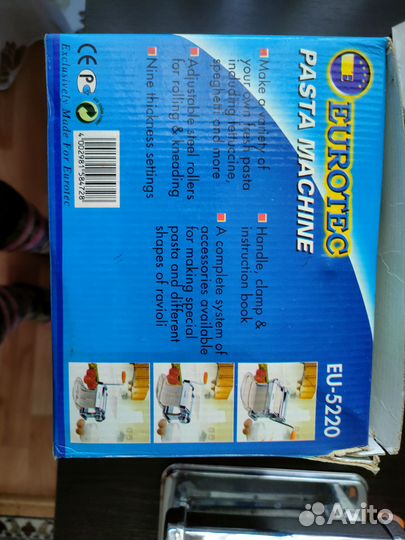 EUROTEC
PASTA MACHINE
Make a variety of
your own fresh pasta
including fettuccine,
spegdetti and more
Adjustable steel rollers
for rolling & kneading
Nine thickness settings
Handle, clamp &
instruction book
A complete system of
accessories available
for making special
pasta and different
shapes of ravioli
EU-5220
CE
4 002981 584728
Exclusively Made For Eurotec
Avito